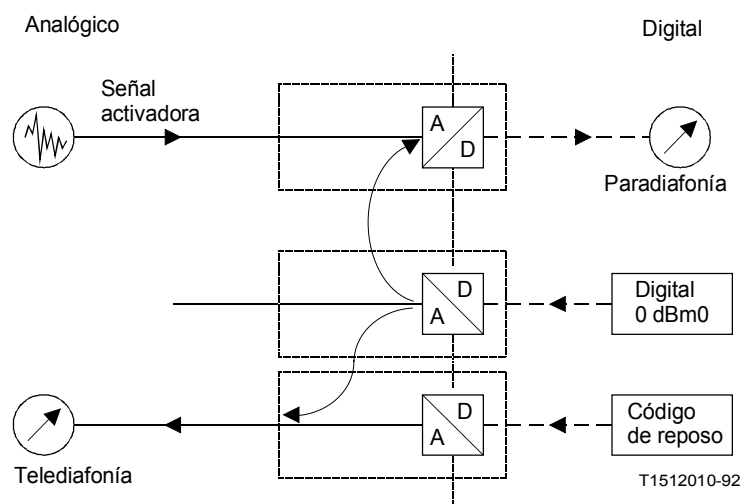 Analógico
Digital
Señal
activadora
A
D
Paradiafonía
D
A
Digital
0 dBm0
D
A
Código
de reposo
Telediafonía
T1512010-92